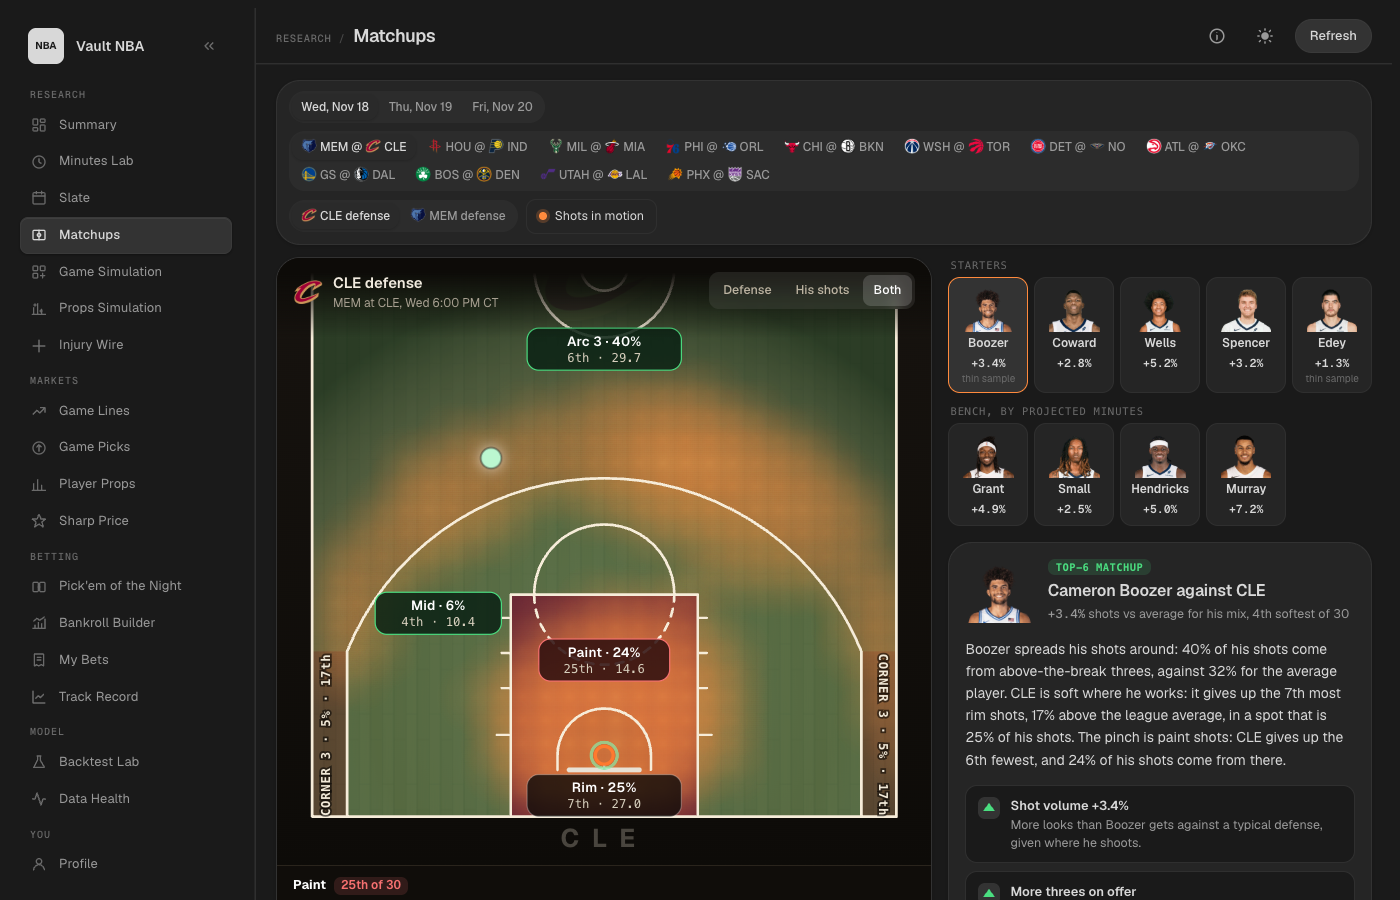 NBA
Vault NBA
RESEARCH
Summary
Minutes Lab
Slate
Matchups
Game Simulation
Props Simulation
Injury Wire
MARKETS
Game Lines
Game Picks
Player Props
Sharp Price
BETTING
Pick'em of the Night
Bankroll Builder
My Bets
Track Record
MODEL
Backtest Lab
Data Health
YOU
Profile
RESEARCH / Matchups
Refresh
Wed, Nov 18 Thu, Nov 19 Fri, Nov 20
MEM @ CLE HOU @ IND MIL @ MIA PHI @ ORL CHI @ BKN WSH @ TOR DET @ NO ATL @ OKC
GS @ DAL BOS @ DEN UTAH @ LAL PHX @ SAC
CLE defense MEM defense Shots in motion
CLE defense
MEM at CLE, Wed 6:00 PM CT
Defense His shots Both
Arc 3 · 40%
6th · 29.7
Mid · 6%
4th · 10.4
Paint · 24%
25th · 14.6
CORNER 3 · 5% · 17th
CORNER 3 · 5% · 17th
Rim · 25%
7th · 27.0
CLE
Paint 25th of 30
STARTERS
Boozer Coward Wells Spencer Edey
+3.4% +2.8% +5.2% +3.2% +1.3%
thin sample thin sample
BENCH, BY PROJECTED MINUTES
Grant Small Hendricks Murray
+4.9% +2.5% +5.0% +7.2%
TOP-6 MATCHUP
Cameron Boozer against CLE
+3.4% shots vs average for his mix, 4th softest of 30
Boozer spreads his shots around: 40% of his shots come
from above-the-break threes, against 32% for the average
player. CLE is soft where he works: it gives up the 7th most
rim shots, 17% above the league average, in a spot that is
25% of his shots. The pinch is paint shots: CLE gives up the
6th fewest, and 24% of his shots come from there.
Shot volume +3.4%
More looks than Boozer gets against a typical defense,
given where he shoots.
More threes on offer